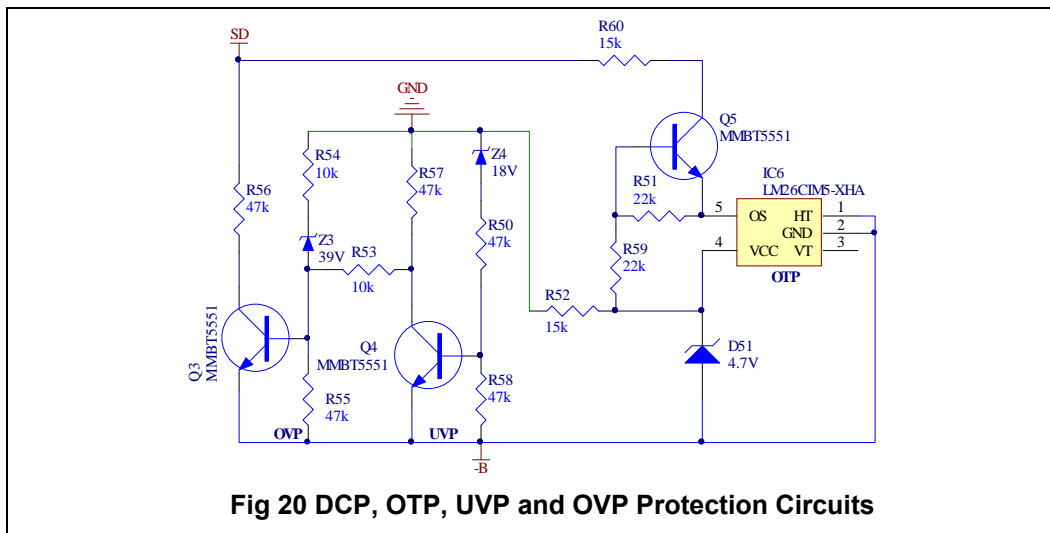 SD
R60
15k
GND
Q5
MMBT5551
R54
10k
R57
47k
Z4
18V
IC6
LM26CIM5-XHA
R56
47k
R51
22k
R50
47k
5
OS
HT
1
GND
2
4
VCC
VT
3
OTP
Z3
39V
R53
10k
R59
22k
R52
15k
Q3
MMBT5551
Q4
MMBT5551
D51
4.7V
R55
47k
R58
47k
OVP
UVP
-B
Fig 20 DCP, OTP, UVP and OVP Protection Circuits